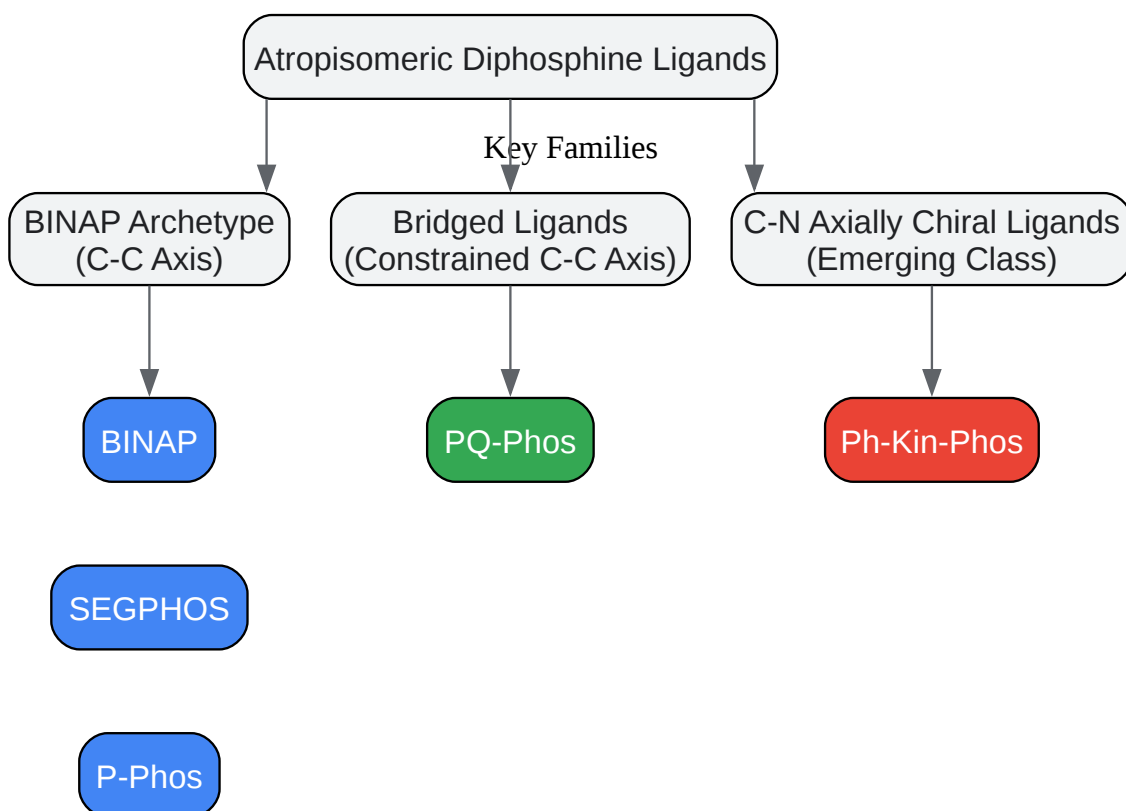 Atropisomeric Diphosphine Ligands
Key Families
BINAP Archetype
(C-C Axis)
Bridged Ligands
(Constrained C-C Axis)
C-N Axially Chiral Ligands
(Emerging Class)
BINAP
PQ-Phos
Ph-Kin-Phos
SEGPHOS
P-Phos